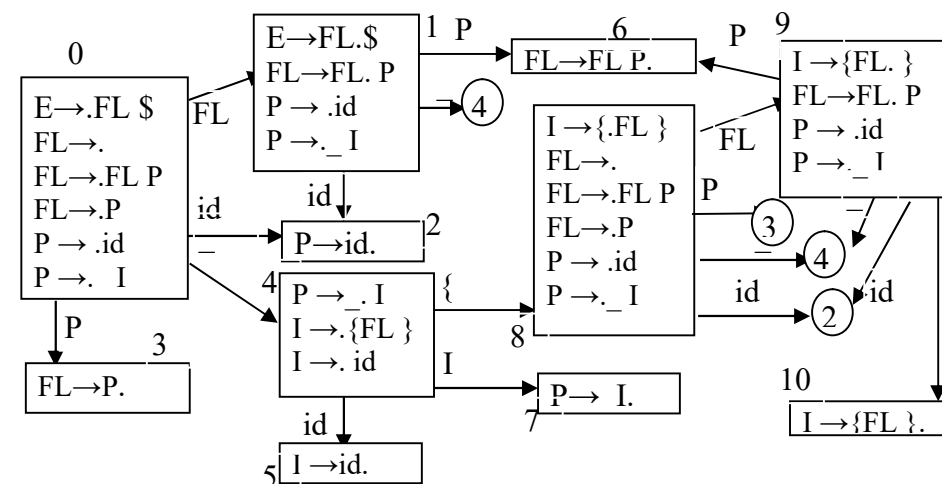 0
E→.FL $
FL→.
FL→.FL P
FL→.P
P → .id
P →. I
FL
id
_
P
3
FL→P.
1
E→FL.$
FL→FL. P
P → .id
P →._ I
P
_
4
id
P→id.
2
6
FL→FL P.
4
P →_. I
I →.{FL }
I →. id
{
I
id
5
I →id.
7
P→ I.
8
I →{.FL }
FL→.
FL→.FL P
FL→.P
P → .id
P →._ I
FL
P
3
_
4
id
2
9
P
I →{FL. }
FL→FL. P
P → .id
P →._ I
_
id
10
I →{FL }.